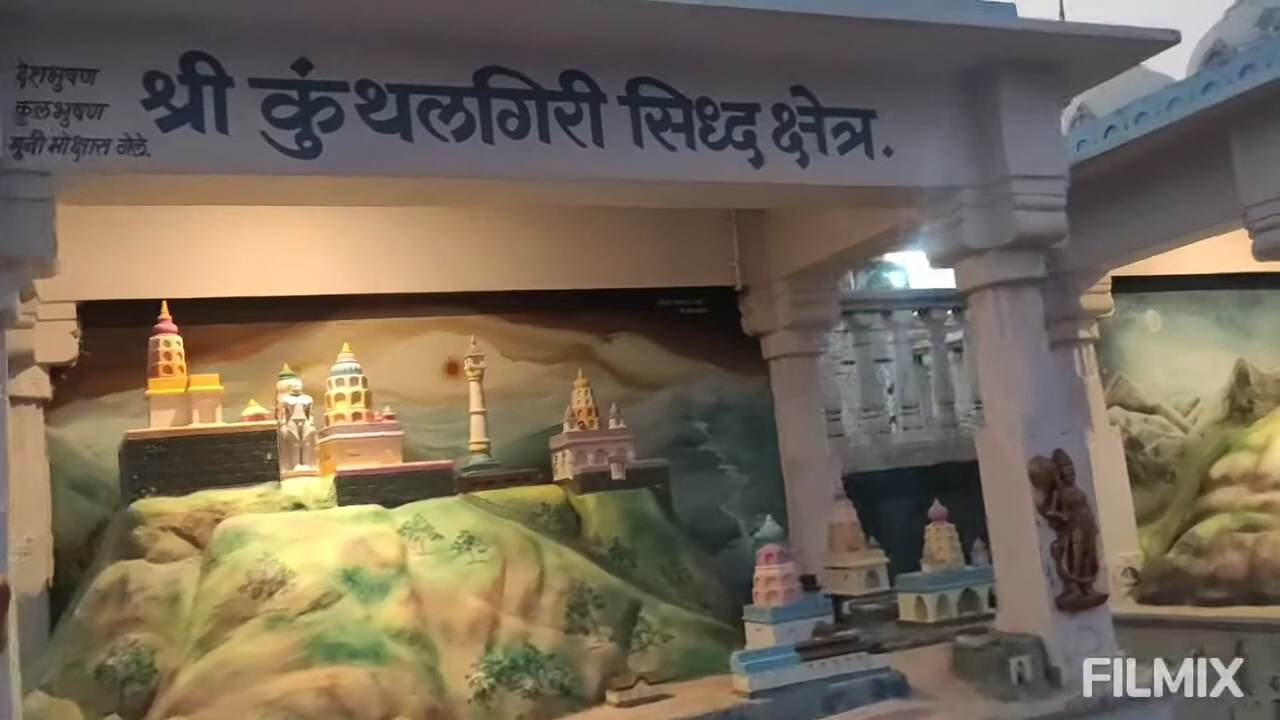 देशभुषण
कुलभुषण
मुनी मोक्षास गेले.
श्री कुंथलगिरी सिध्द क्षेत्र.
FILMIX